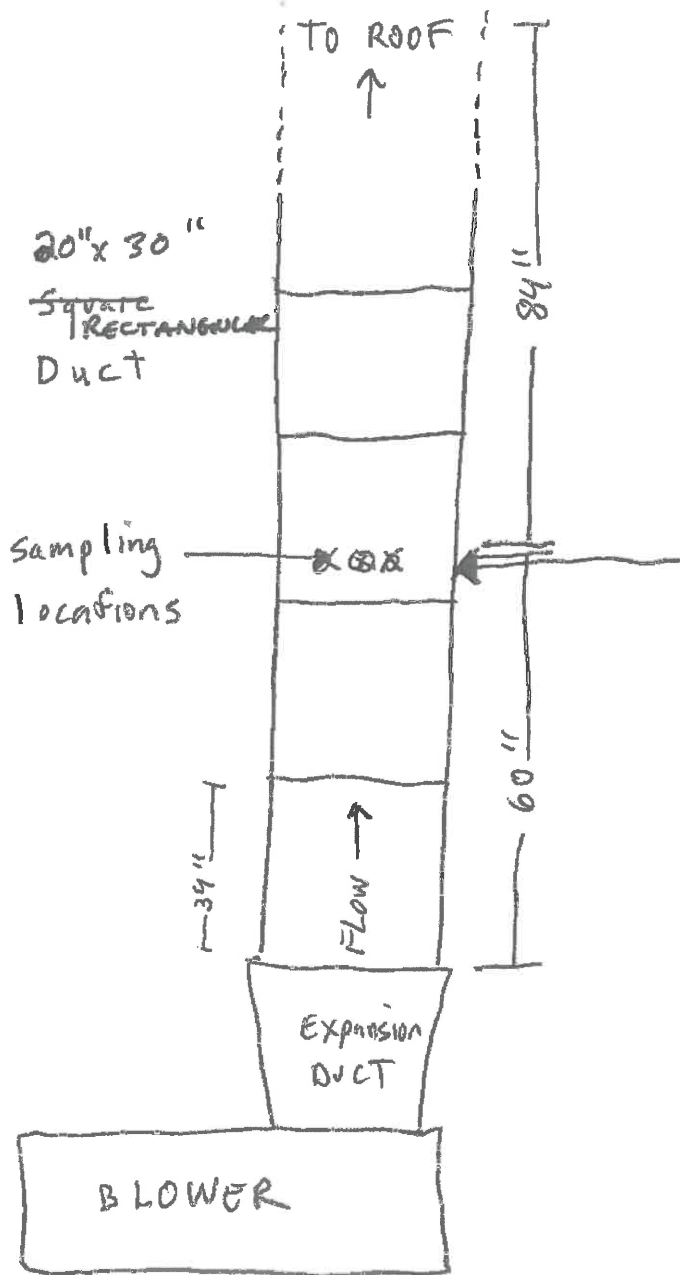 TO ROOF
20" x 30"
Square
RECTANGULAR
Duct
84"
sampling
locations
60"
34"
FLOW
Expansion
DUCT
BLOWER